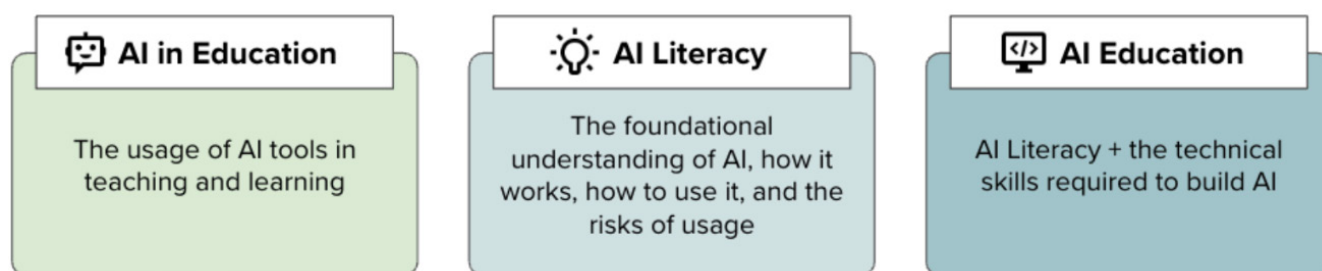 AI in Education
The usage of AI tools in
teaching and learning
AI Literacy
The foundational
understanding of AI, how it
works, how to use it, and the
risks of usage
</> AI Education
AI Literacy + the technical
skills required to build AI